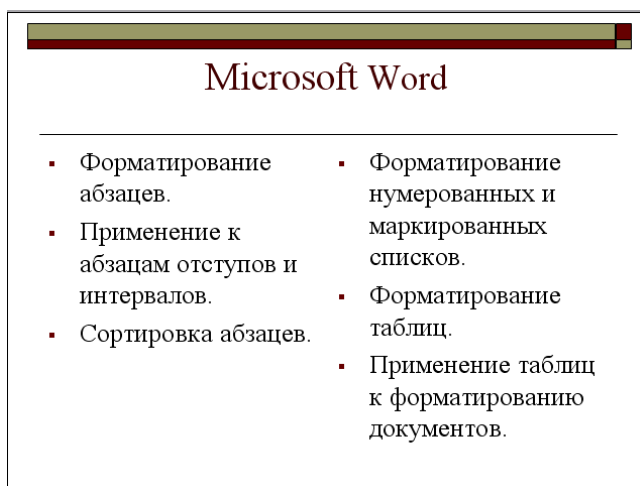 Microsoft Word
▪ Форматирование
абзацев.
▪ Применение к
абзацам отступов и
интервалов.
▪ Сортировка абзацев.
▪ Форматирование
нумерованных и
маркированных
списков.
▪ Форматирование
таблиц.
▪ Применение таблиц
к форматированию
документов.